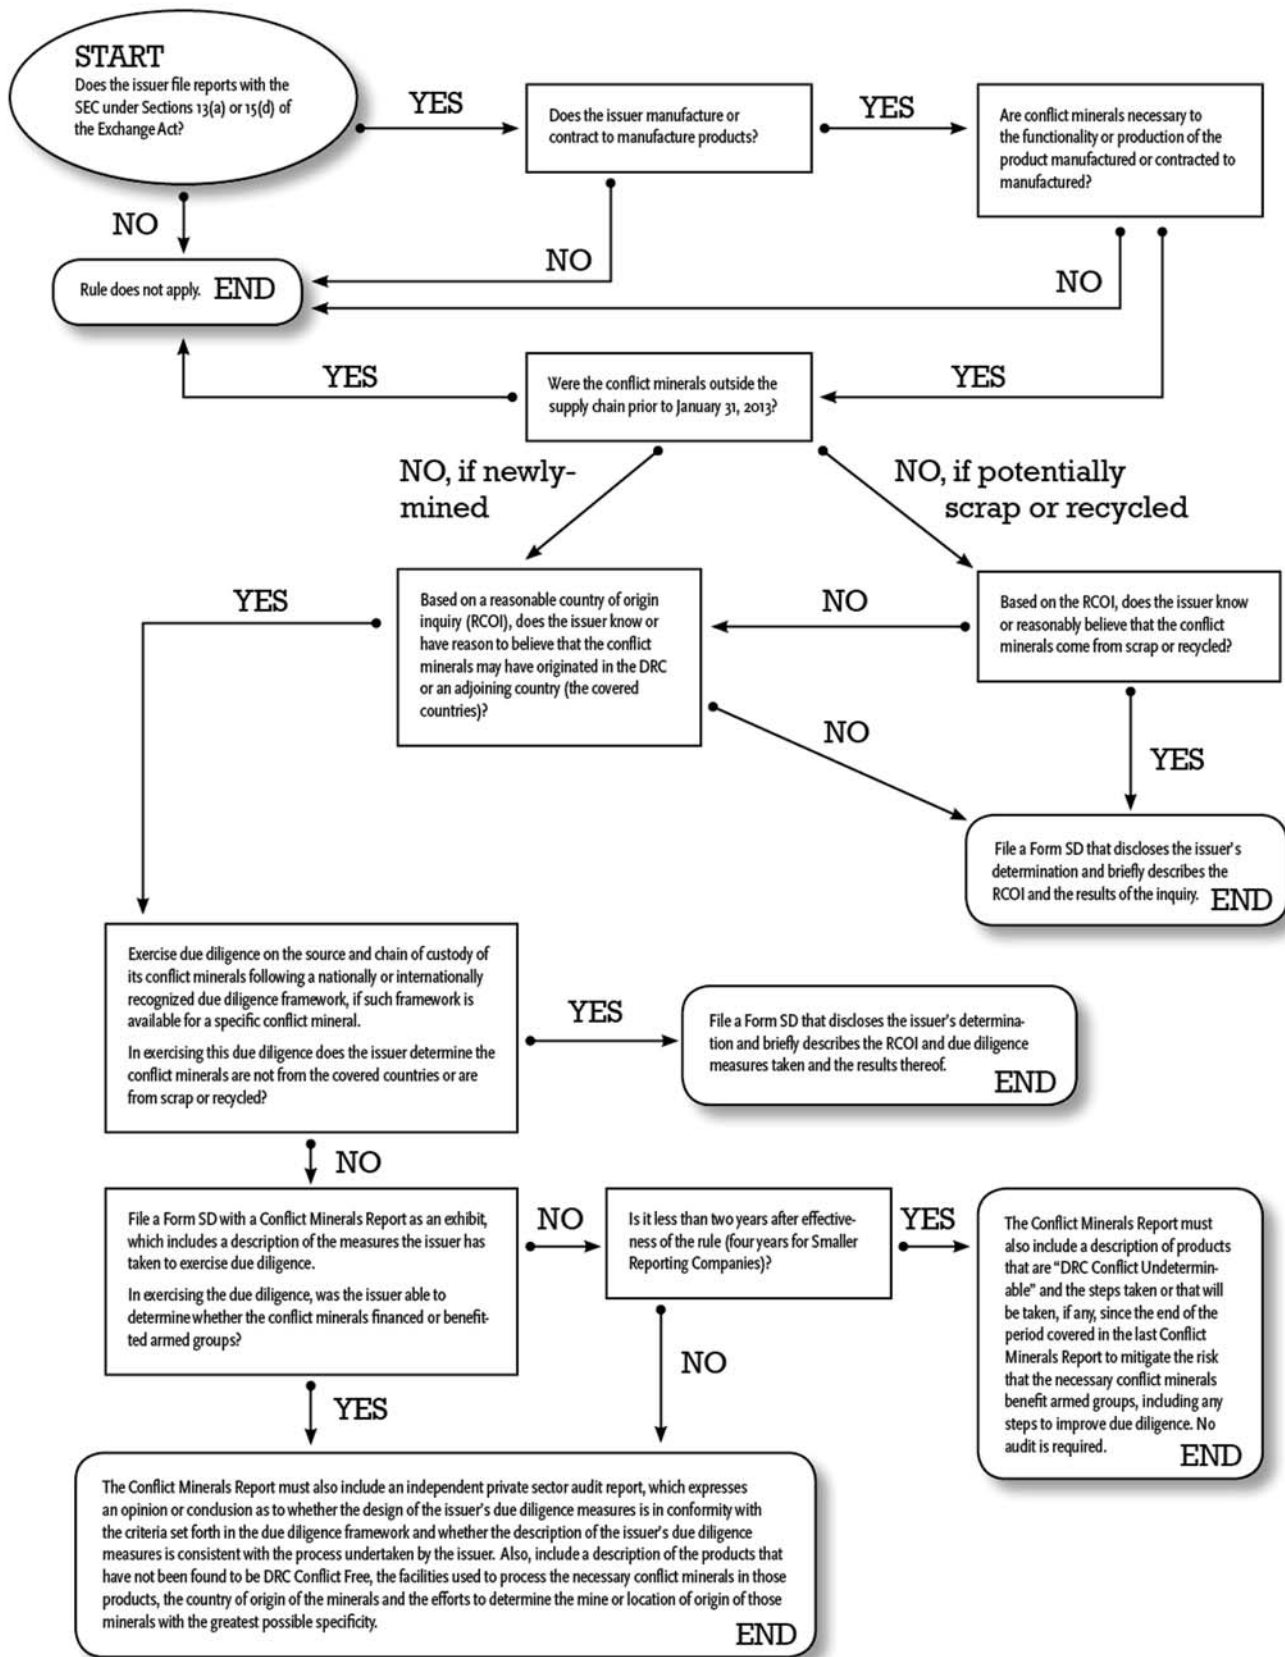 START
Does the issuer file reports with the
SEC under Sections 13(a) or 15(d) of
the Exchange Act?
YES
Does the issuer manufacture or
contract to manufacture products?
YES
Are conflict minerals necessary to
the functionality or production of the
product manufactured or contracted to
manufactured?
NO
NO
NO
Rule does not apply. END
YES
Were the conflict minerals outside the
supply chain prior to January 31, 2013?
YES
NO, if newly-
mined
NO, if potentially
scrap or recycled
YES
Based on a reasonable country of origin
inquiry (RCOI), does the issuer know or
have reason to believe that the conflict
minerals may have originated in the DRC
or an adjoining country (the covered
countries)?
NO
Based on the RCOI, does the issuer know
or reasonably believe that the conflict
minerals come from scrap or recycled?
NO
YES
File a Form SD that discloses the issuer's
determination and briefly describes the
RCOI and the results of the inquiry. END
Exercise due diligence on the source and chain of custody of
its conflict minerals following a nationally or internationally
recognized due diligence framework, if such framework is
available for a specific conflict mineral.
In exercising this due diligence does the issuer determine the
conflict minerals are not from the covered countries or are
from scrap or recycled?
YES
File a Form SD that discloses the issuer's determina-
tion and briefly describes the RCOI and due diligence
measures taken and the results thereof.
END
NO
File a Form SD with a Conflict Minerals Report as an exhibit,
which includes a description of the measures the issuer has
taken to exercise due diligence.
In exercising the due diligence, was the issuer able to
determine whether the conflict minerals financed or benefit-
ted armed groups?
NO
Is it less than two years after effective-
ness of the rule (four years for Smaller
Reporting Companies)?
YES
The Conflict Minerals Report must
also include a description of products
that are “DRC Conflict Undetermin-
able” and the steps taken or that will
be taken, if any, since the end of the
period covered in the last Conflict
Minerals Report to mitigate the risk
that the necessary conflict minerals
benefit armed groups, including any
steps to improve due diligence. No
audit is required.
END
YES
NO
The Conflict Minerals Report must also include an independent private sector audit report, which expresses
an opinion or conclusion as to whether the design of the issuer's due diligence measures is in conformity with
the criteria set forth in the due diligence framework and whether the description of the issuer's due diligence
measures is consistent with the process undertaken by the issuer. Also, include a description of the products that
have not been found to be DRC Conflict Free, the facilities used to process the necessary conflict minerals in those
products, the country of origin of the minerals and the efforts to determine the mine or location of origin of those
minerals with the greatest possible specificity.
END